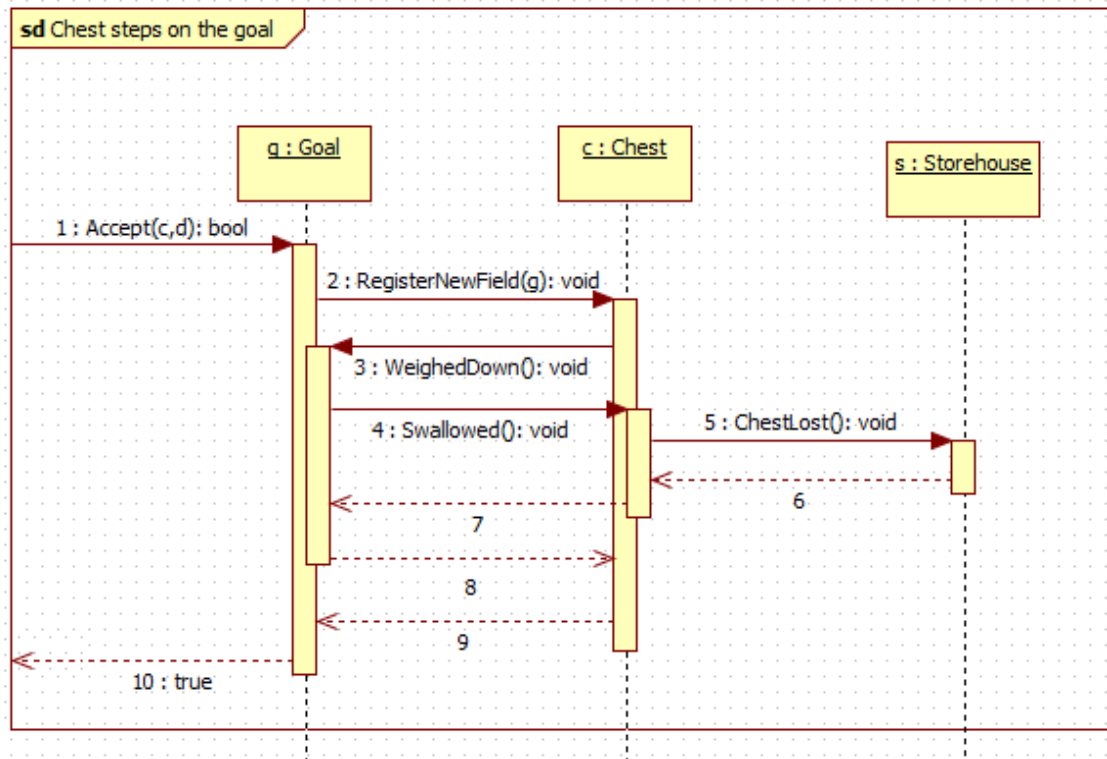 sd Chest steps on the goal
g : Goal
c : Chest
s : Storehouse
1 : Accept(c,d): bool
2 : RegisterNewField(g): void
3 : WeighedDown(): void
4 : Swallowed(): void
5 : ChestLost(): void
6
7
8
9
10 : true